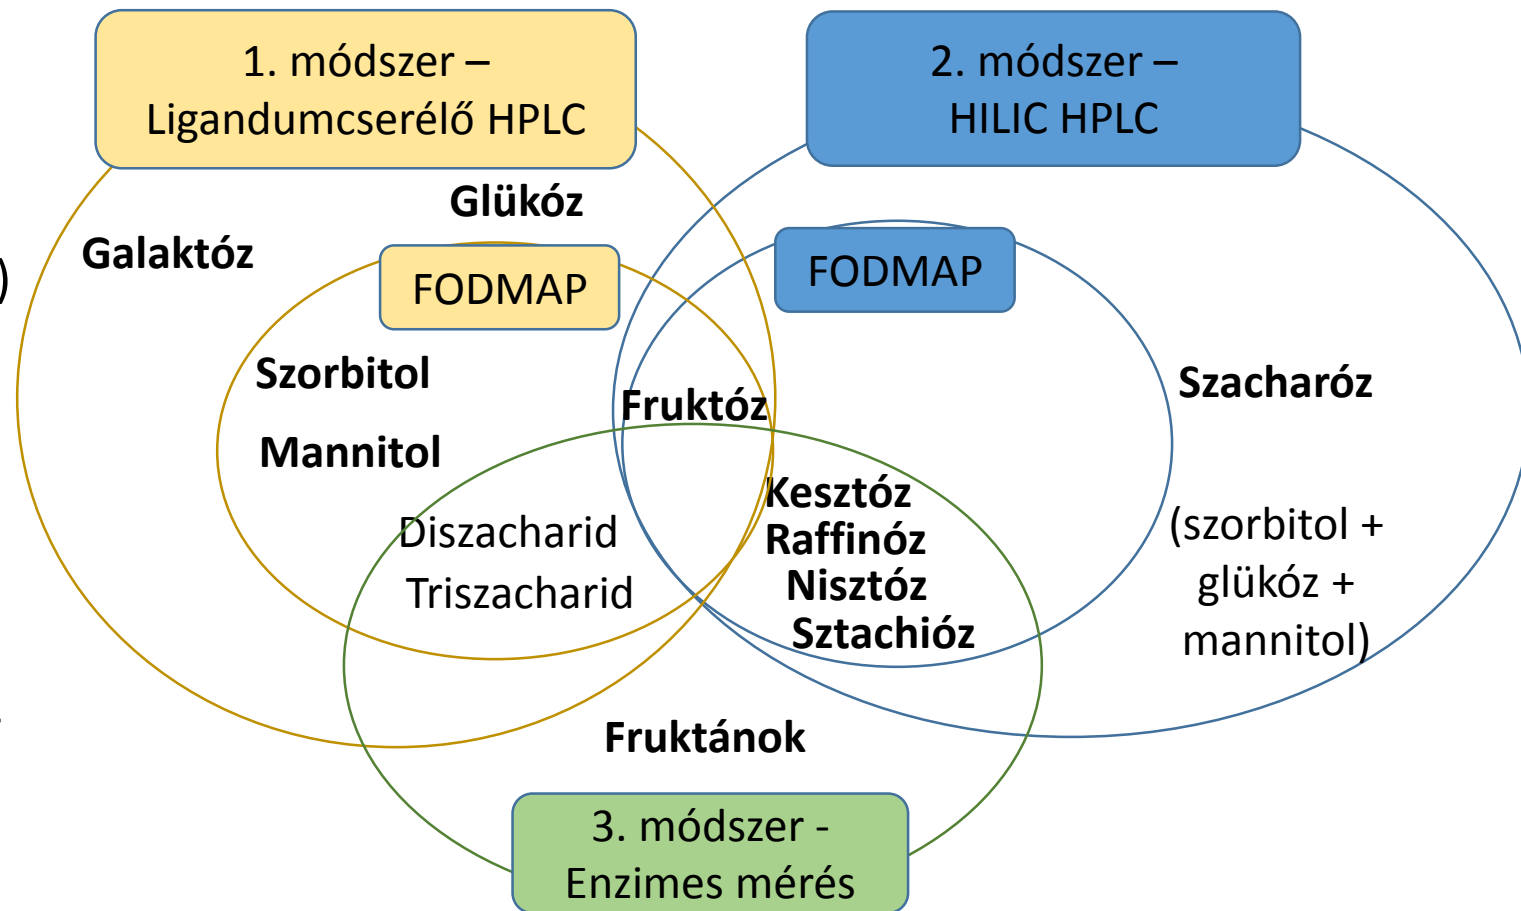 1. módszer –
Ligandumcserélő HPLC
2. módszer –
HILIC HPLC
Glükóz
Galaktóz
)
FODMAP
FODMAP
Szorbitol
Fruktóz
Szacharóz
Mannitol
Kesztóz
Raffinóz
Nisztóz
Sztachióz
Diszacharid
Triszacharid
(szorbitol +
glükóz +
mannitol)
Fruktánok
3. módszer -
Enzimes mérés